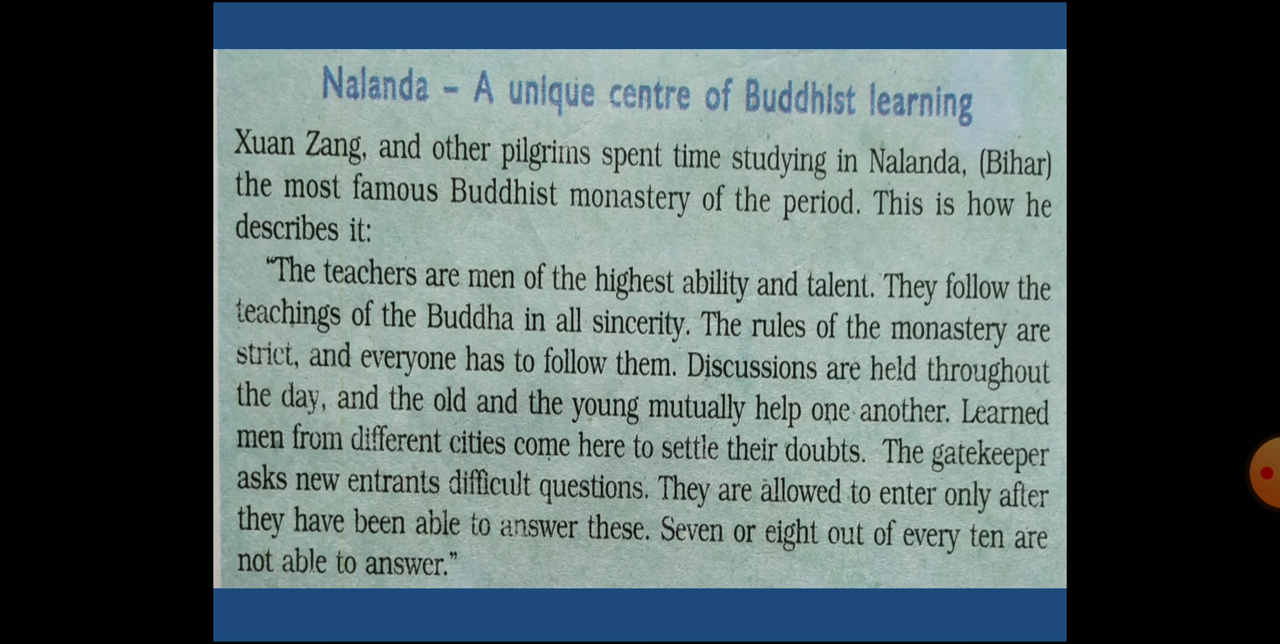 Nalanda – A unique centre of Buddhist learning
Xuan Zang, and other pilgrims spent time studying in Nalanda, (Bihar)
the most famous Buddhist monastery of the period. This is how he
describes it:
“The teachers are men of the highest ability and talent. They follow the
teachings of the Buddha in all sincerity. The rules of the monastery are
strict, and everyone has to follow them. Discussions are held throughout
the day, and the old and the young mutually help one another. Learned
men from different cities come here to settle their doubts. The gatekeeper
asks new entrants difficult questions. They are allowed to enter only after
they have been able to answer these. Seven or eight out of every ten are
not able to answer.”